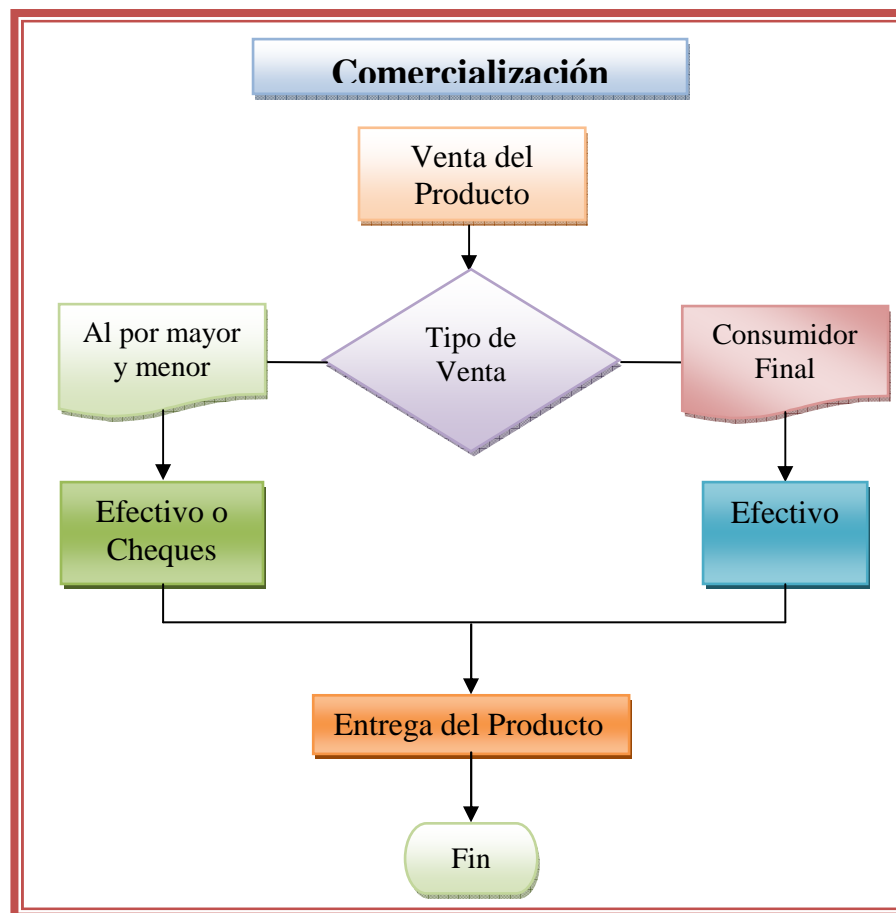 Comercialización
Venta del
Producto
Tipo de
Venta
Al por mayor
y menor
Consumidor
Final
Efectivo o
Cheques
Efectivo
Entrega del Producto
Fin